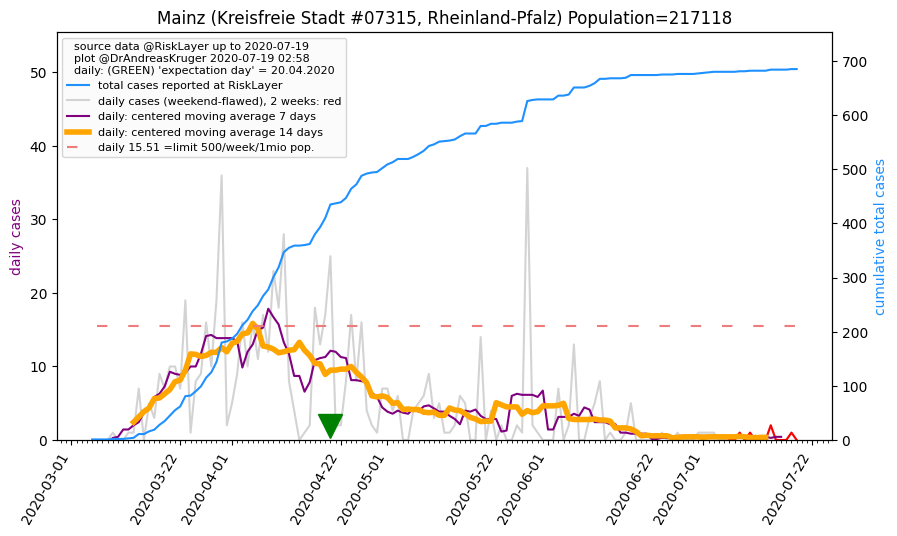 Mainz (Kreisfreie Stadt #07315, Rheinland-Pfalz) Population=217118
source data @RiskLayer up to 2020-07-19
plot @DrAndreasKruger 2020-07-19 02:58
daily: (GREEN) 'expectation day' = 20.04.2020
total cases reported at RiskLayer
daily cases (weekend-flawed), 2 weeks: red
daily: centered moving average 7 days
daily: centered moving average 14 days
daily 15.51 =limit 500/week/1mio pop.
daily cases
50
40
30
20
10
0
cumulative total cases
700
600
500
400
300
200
100
0
2020-03-01
2020-03-22
2020-04-01
2020-04-22
2020-05-01
2020-05-22
2020-06-01
2020-06-22
2020-07-01
2020-07-22